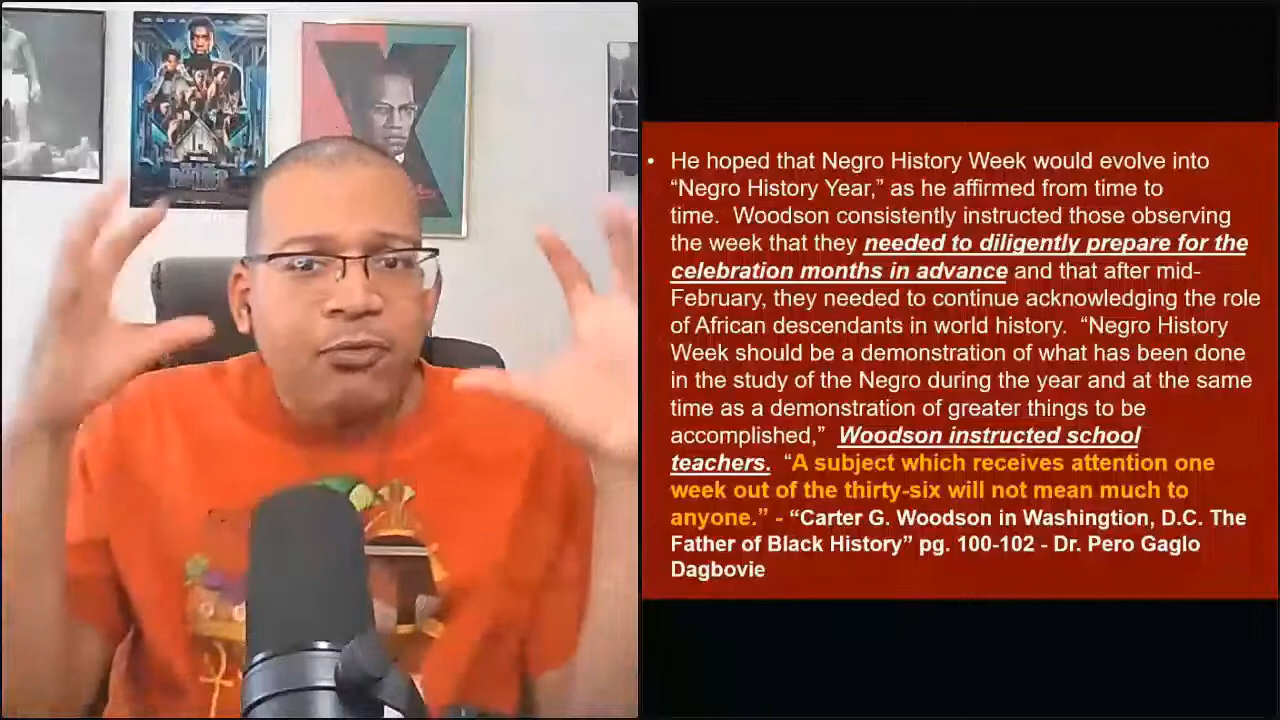 X
• He hoped that Negro History Week would evolve into
“Negro History Year,” as he affirmed from time to
time.  Woodson consistently instructed those observing
the week that they needed to diligently prepare for the
celebration months in advance and that after mid-
February, they needed to continue acknowledging the role
of African descendants in world history.  “Negro History
Week should be a demonstration of what has been done
in the study of the Negro during the year and at the same
time as a demonstration of greater things to be
accomplished,”  Woodson instructed school
teachers.  “A subject which receives attention one
week out of the thirty-six will not mean much to
anyone.” - “Carter G. Woodson in Washingtion, D.C. The
Father of Black History” pg. 100-102 - Dr. Pero Gaglo
Dagbovie